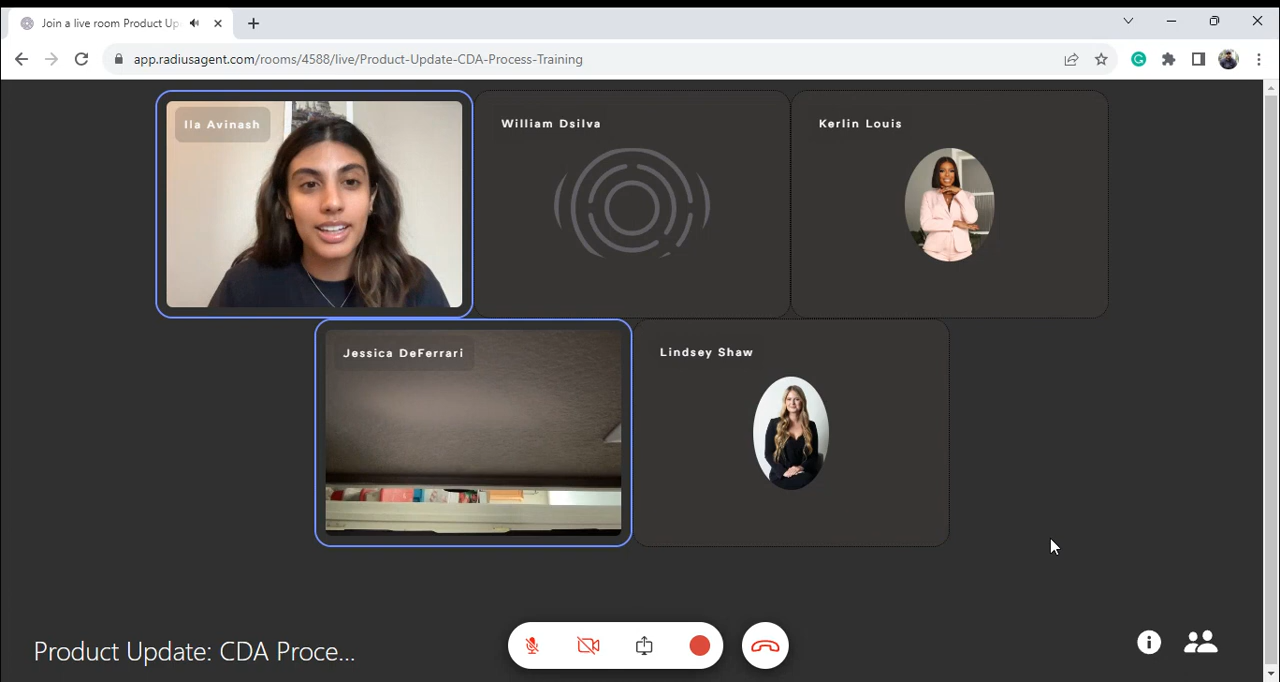 Join a live room Product Up
app.radiusagent.com/rooms/4588/live/Product-Update-CDA-Process-Training
Ila Avinash
William Dsilva
Kerlin Louis
Jessica DeFerrari
Lindsey Shaw
Product Update: CDA Proce...